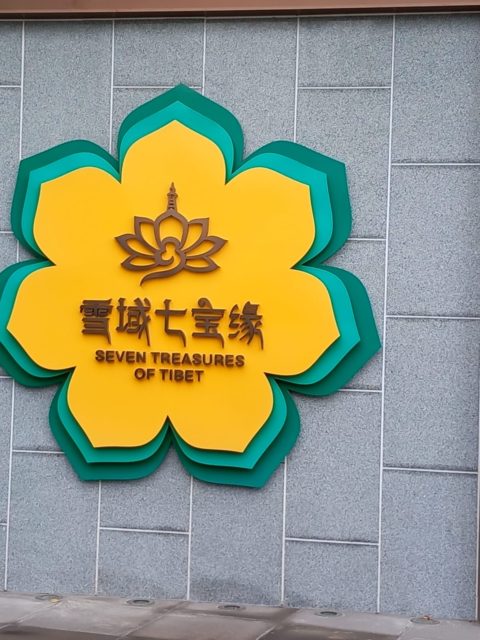 雪域七宝缘
SEVEN TREASURES
OF TIBET